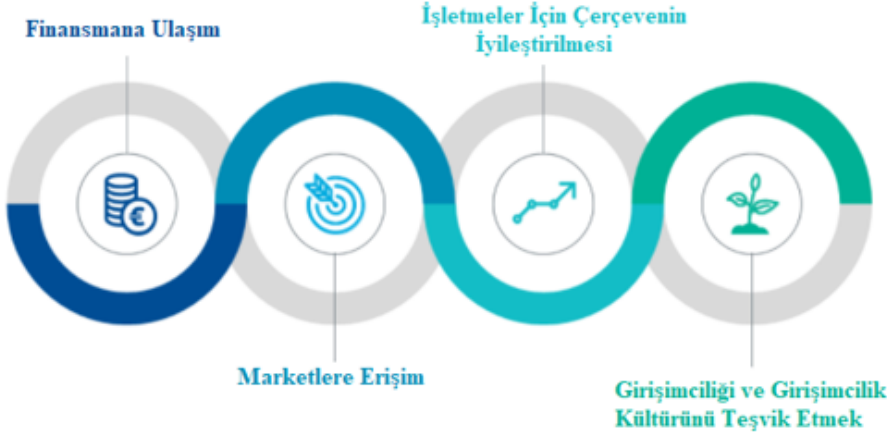 Finansmana Ulaşım
İşletmeler İçin Çerçevenin
İyileştirilmesi
€
Marketlere Erişim
Girişimciliği ve Girişimcilik
Kültürünü Teşvik Etmek